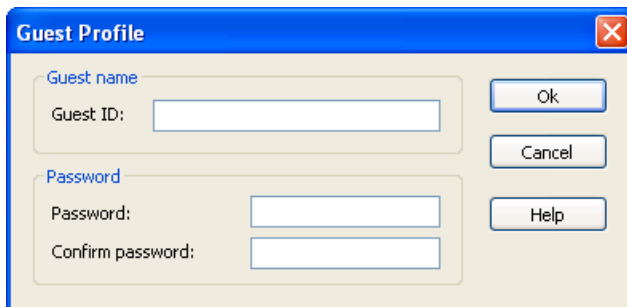 Guest Profile
Guest name
Guest ID:
Ok
Cancel
Password
Password:
Help
Confirm password: